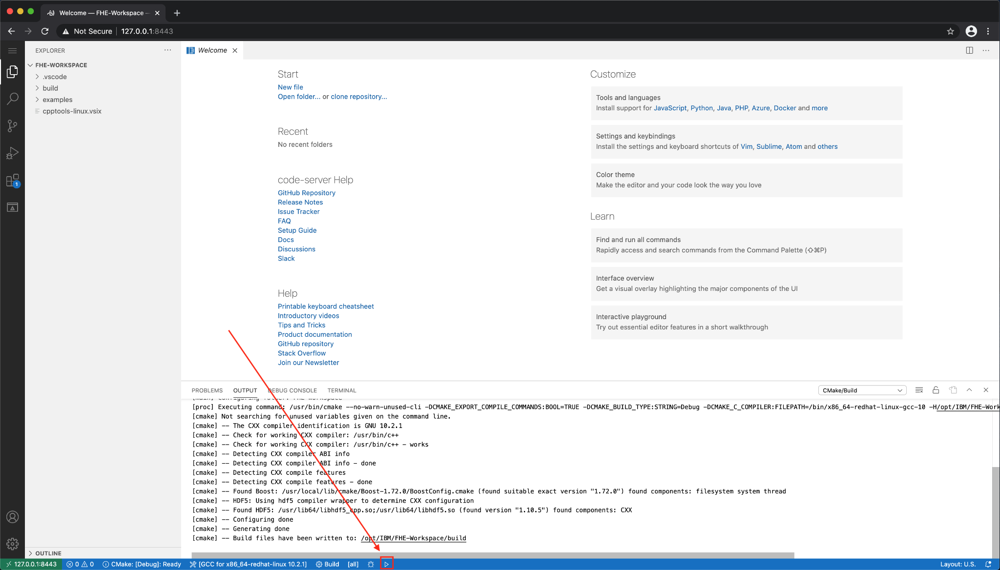 Welcome — FHE-Workspace —
Not Secure 127.0.0.1:8443
EXPLORER
FHE-WORKSPACE
.vscode
build
examples
cpptools-linux.vsix
1
OUTLINE
Welcome
Start
New file
Open folder... or clone repository...
Recent
No recent folders
code-server Help
GitHub Repository
Release Notes
Issue Tracker
FAQ
Setup Guide
Docs
Discussions
Slack
Help
Printable keyboard cheatsheet
Introductory videos
Tips and Tricks
Product documentation
GitHub repository
Stack Overflow
Join our Newsletter
Customize
Tools and languages
Install support for JavaScript, Python, Java, PHP, Azure, Docker and more
Settings and keybindings
Install the settings and keyboard shortcuts of Vim, Sublime, Atom and others
Color theme
Make the editor and your code look the way you love
Learn
Find and run all commands
Rapidly access and search commands from the Command Palette (⇧⌘P)
Interface overview
Get a visual overlay highlighting the major components of the UI
Interactive playground
Try out essential editor features in a short walkthrough
PROBLEMS OUTPUT DEBUG CONSOLE TERMINAL CMake/Build
[main] Configuring folder: FHE-Workspace
[proc] Executing command: /usr/bin/cmake --no-warn-unused-cli -DCMAKE_EXPORT_COMPILE_COMMANDS:BOOL=TRUE -DCMAKE_BUILD_TYPE:STRING=Debug -DCMAKE_C_COMPILER:FILEPATH=/bin/x86_64-redhat-linux-gcc-10 -H/opt/IBM/FHE-Work
[cmake] Not searching for unused variables given on the command line.
[cmake] -- The CXX compiler identification is GNU 10.2.1
[cmake] -- Check for working CXX compiler: /usr/bin/c++
[cmake] -- Check for working CXX compiler: /usr/bin/c++ - works
[cmake] -- Detecting CXX compiler ABI info
[cmake] -- Detecting CXX compiler ABI info - done
[cmake] -- Detecting CXX compile features
[cmake] -- Detecting CXX compile features - done
[cmake] -- Found Boost: /usr/local/lib/cmake/Boost-1.72.0/BoostConfig.cmake (found suitable exact version "1.72.0") found components: filesystem system thread
[cmake] -- HDF5: Using hdf5 compiler wrapper to determine CXX configuration
[cmake] -- Found HDF5: /usr/lib64/libhdf5_cpp.so;/usr/lib64/libhdf5.so (found version "1.10.5") found components: CXX
[cmake] -- Configuring done
[cmake] -- Generating done
[cmake] -- Build files have been written to: /opt/IBM/FHE-Workspace/build
127.0.0.1:8443 0 0 CMake: [Debug]: Ready [GCC for x86_64-redhat-linux 10.2.1] Build [all] Layout: U.S.